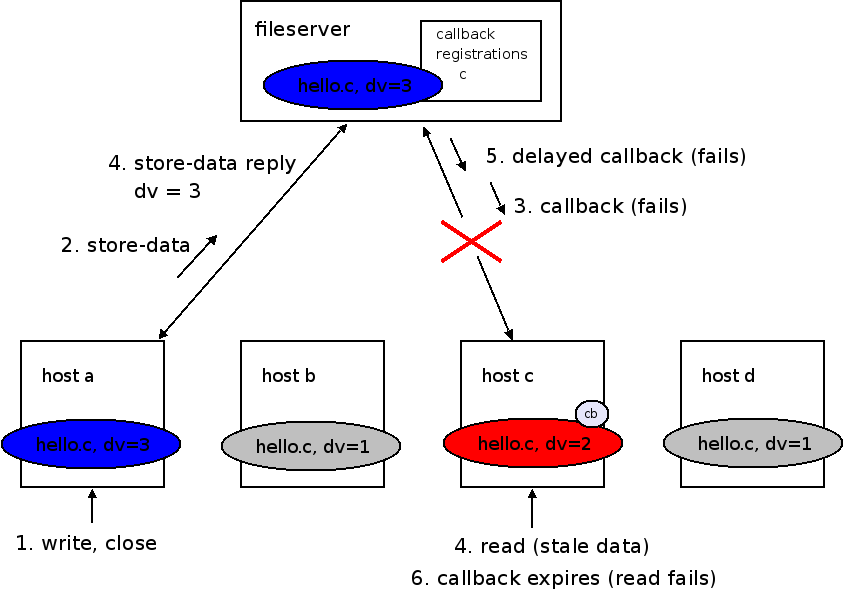 fileserver
callback
registrations
c
hello.c, dv=3
4. store-data reply
dv = 3
5. delayed callback (fails)
3. callback (fails)
2. store-data
host a
host b
host c
host d
cb
hello.c, dv=3
hello.c, dv=1
hello.c, dv=2
hello.c, dv=1
1. write, close
4. read (stale data)
6. callback expires (read fails)